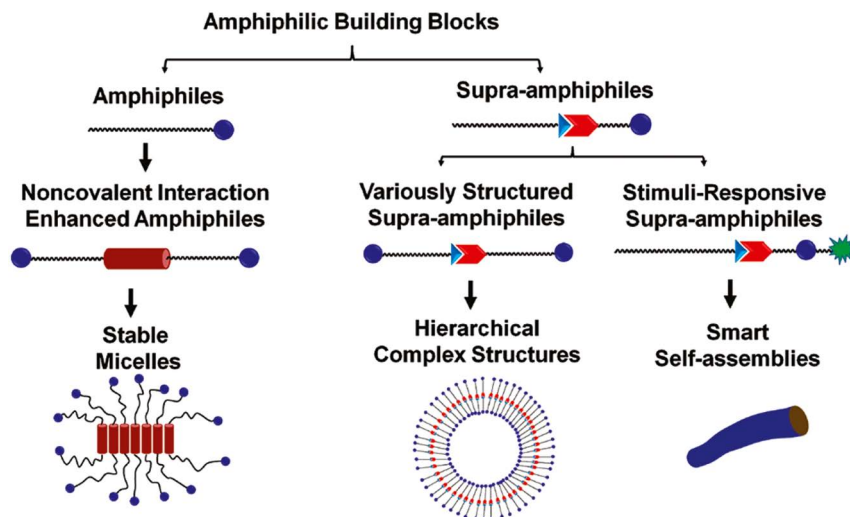 Amphiphilic Building Blocks
Amphiphiles
Supra-amphiphiles
Noncovalent Interaction
Enhanced Amphiphiles
Variously Structured
Supra-amphiphiles
Stimuli-Responsive
Supra-amphiphiles
Stable
Micelles
Hierarchical
Complex Structures
Smart
Self-assemblies